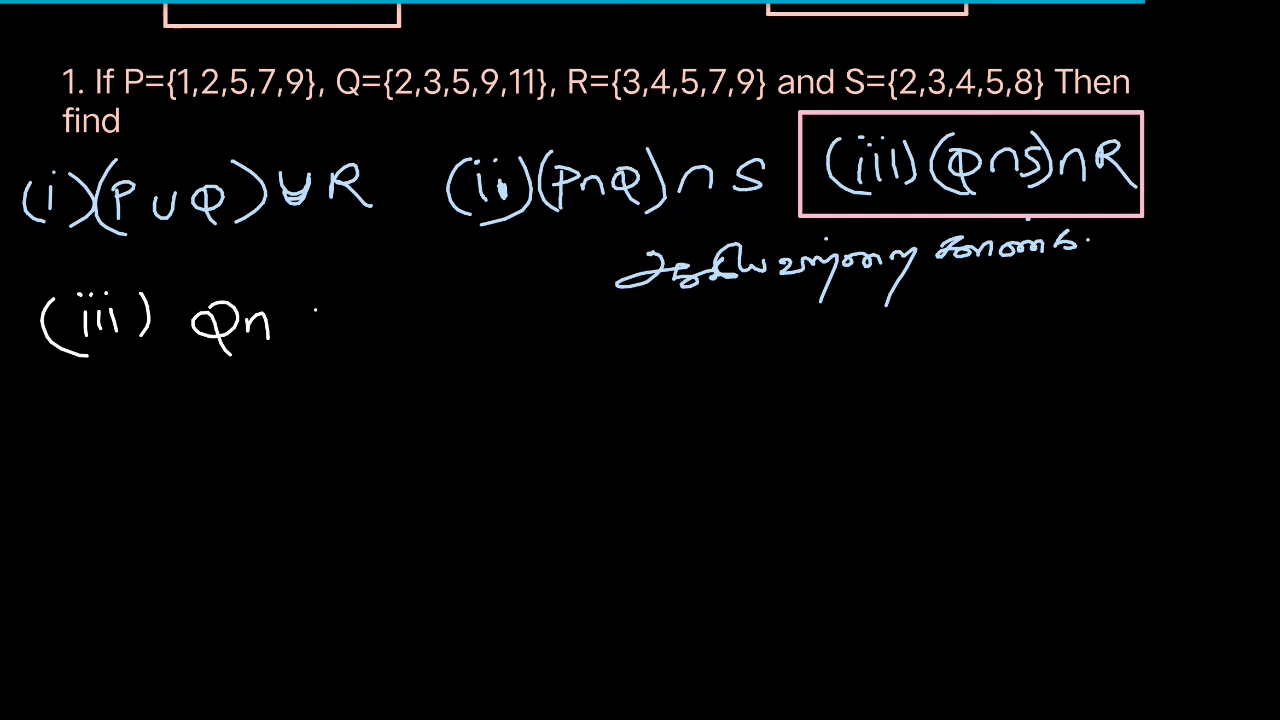 1. If P={1,2,5,7,9}, Q={2,3,5,9,11}, R={3,4,5,7,9} and S={2,3,4,5,8} Then
find
(i) (P ∪ Q) ∪ R (ii) (P∩Q) ∩ S (iii) (Q∩S)∩R
(iii) Q∩